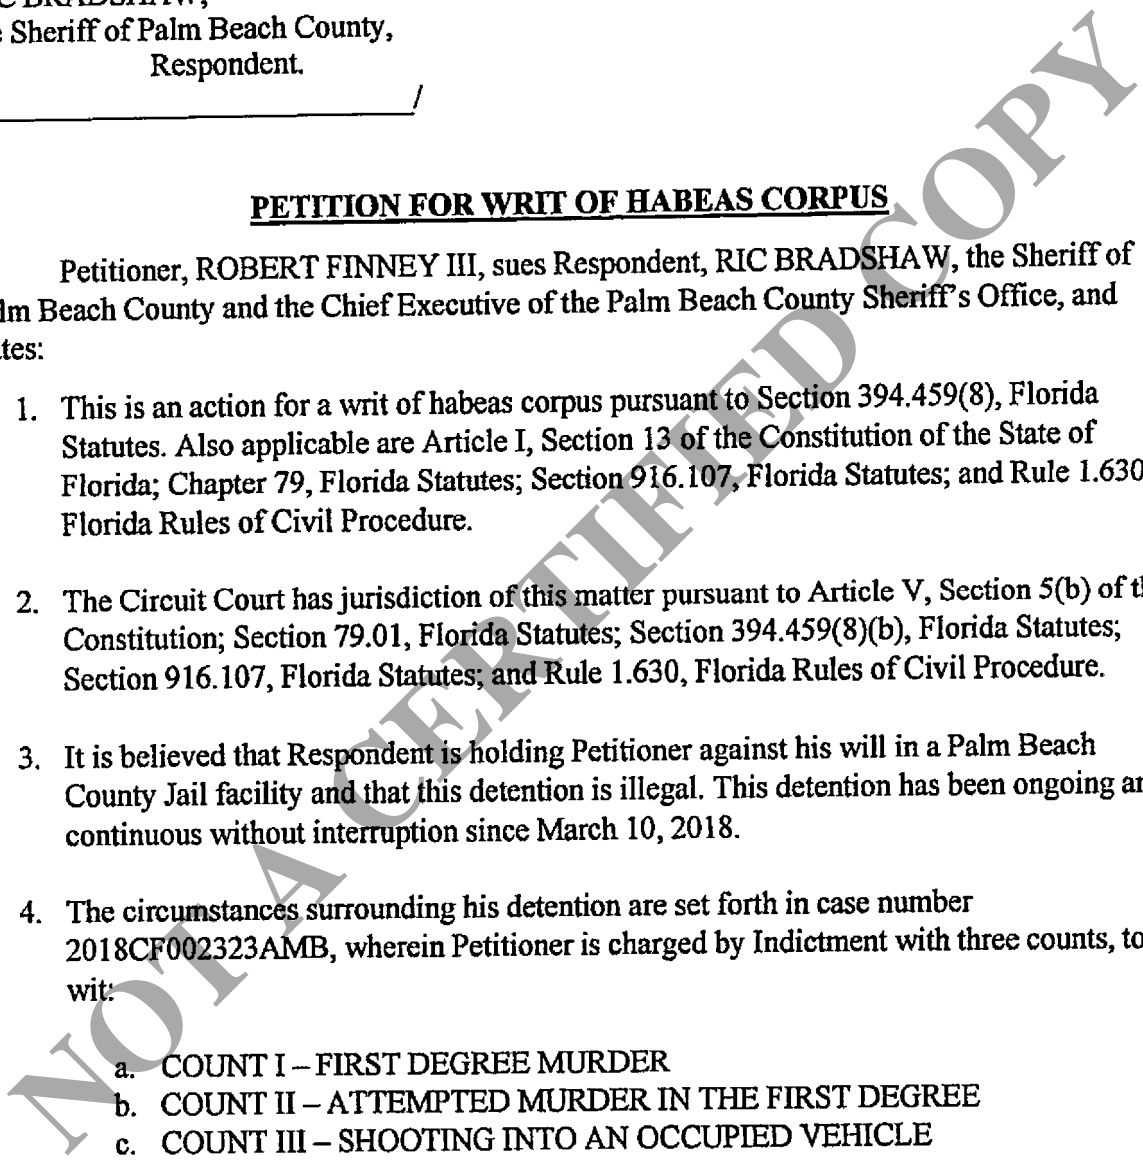 C BRADSHAW,
e Sheriff of Palm Beach County,
Respondent.
/
PETITION FOR WRIT OF HABEAS CORPUS
Petitioner, ROBERT FINNEY III, sues Respondent, RIC BRADSHAW, the Sheriff of
lm Beach County and the Chief Executive of the Palm Beach County Sheriff's Office, and
tes:
1. This is an action for a writ of habeas corpus pursuant to Section 394.459(8), Florida
Statutes. Also applicable are Article I, Section 13 of the Constitution of the State of
Florida; Chapter 79, Florida Statutes; Section 916.107, Florida Statutes; and Rule 1.630
Florida Rules of Civil Procedure.
2. The Circuit Court has jurisdiction of this matter pursuant to Article V, Section 5(b) of t
Constitution; Section 79.01, Florida Statutes; Section 394.459(8)(b), Florida Statutes;
Section 916.107, Florida Statutes; and Rule 1.630, Florida Rules of Civil Procedure.
3. It is believed that Respondent is holding Petitioner against his will in a Palm Beach
County Jail facility and that this detention is illegal. This detention has been ongoing a
continuous without interruption since March 10, 2018.
4. The circumstances surrounding his detention are set forth in case number
2018CF002323AMB, wherein Petitioner is charged by Indictment with three counts, to
wit:
a. COUNT I – FIRST DEGREE MURDER
b. COUNT II – ATTEMPTED MURDER IN THE FIRST DEGREE
c. COUNT III – SHOOTING INTO AN OCCUPIED VEHICLE
NOT A CERTIFIED COPY